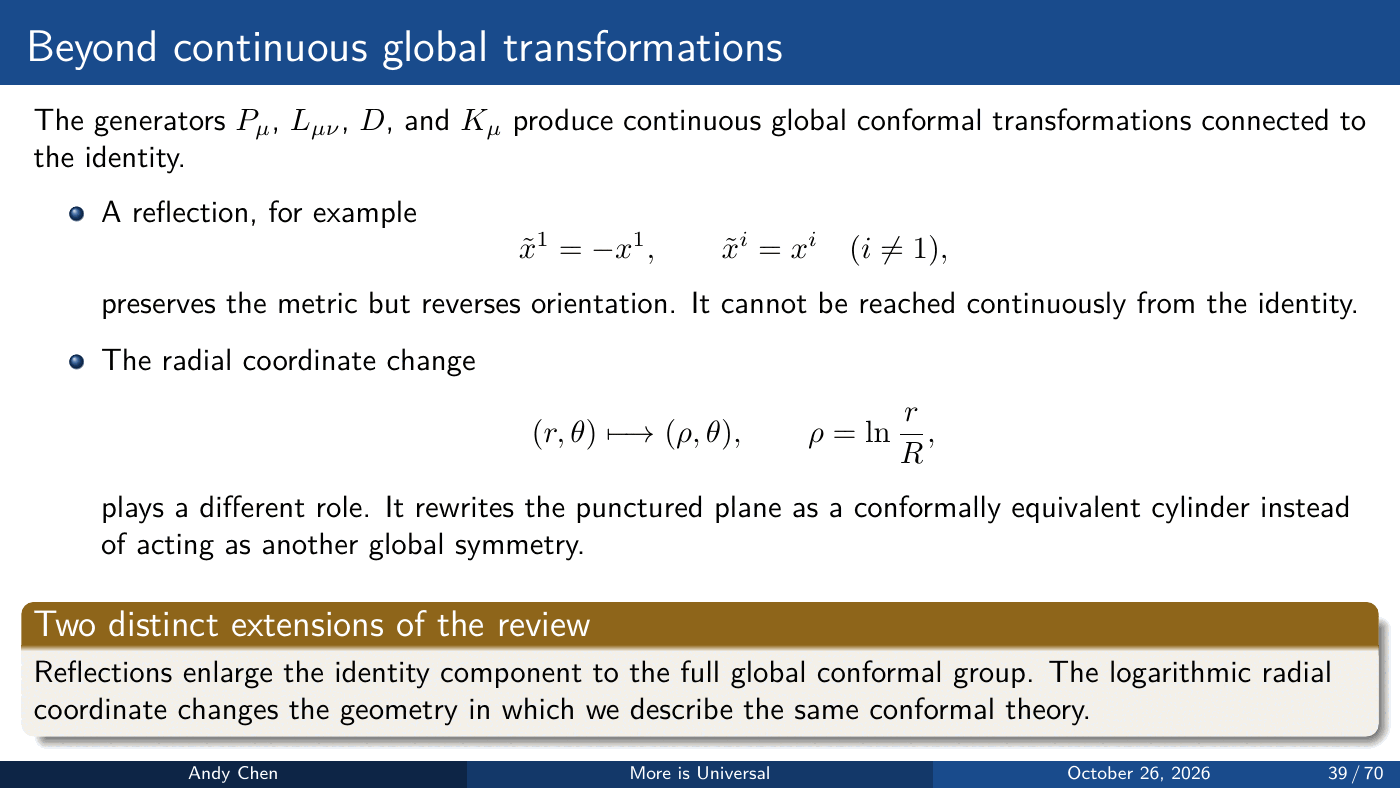 Beyond continuous global transformations
The generators P_μ, L_μν, D, and K_μ produce continuous global conformal transformations connected to
the identity.
A reflection, for example
x̃¹ = −x¹, x̃ⁱ = xⁱ (i ≠ 1),
preserves the metric but reverses orientation. It cannot be reached continuously from the identity.
The radial coordinate change
(r, θ) ⟼ (ρ, θ), ρ = ln r/R,
plays a different role. It rewrites the punctured plane as a conformally equivalent cylinder instead
of acting as another global symmetry.
Two distinct extensions of the review
Reflections enlarge the identity component to the full global conformal group. The logarithmic radial
coordinate changes the geometry in which we describe the same conformal theory.
Andy Chen
More is Universal
October 26, 2026
39 / 70